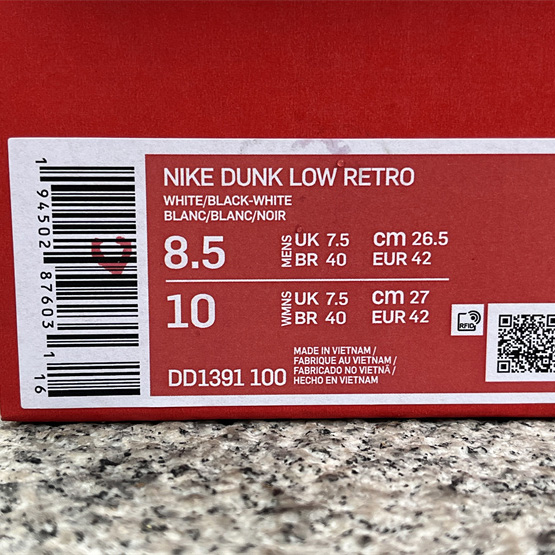 NIKE DUNK LOW RETRO
WHITE/BLACK-WHITE
BLANC/BLANC/NOIR
8.5 MENS UK 7.5 cm 26.5
BR 40 EUR 42
10 WMNS UK 7.5 cm 27
BR 40 EUR 42
RFID
DD1391 100
MADE IN VIETNAM /
FABRIQUE AU VIETNAM /
FABRICADO NO VIETNÃ /
HECHO EN VIETNAM
1 94502 87603 1 16